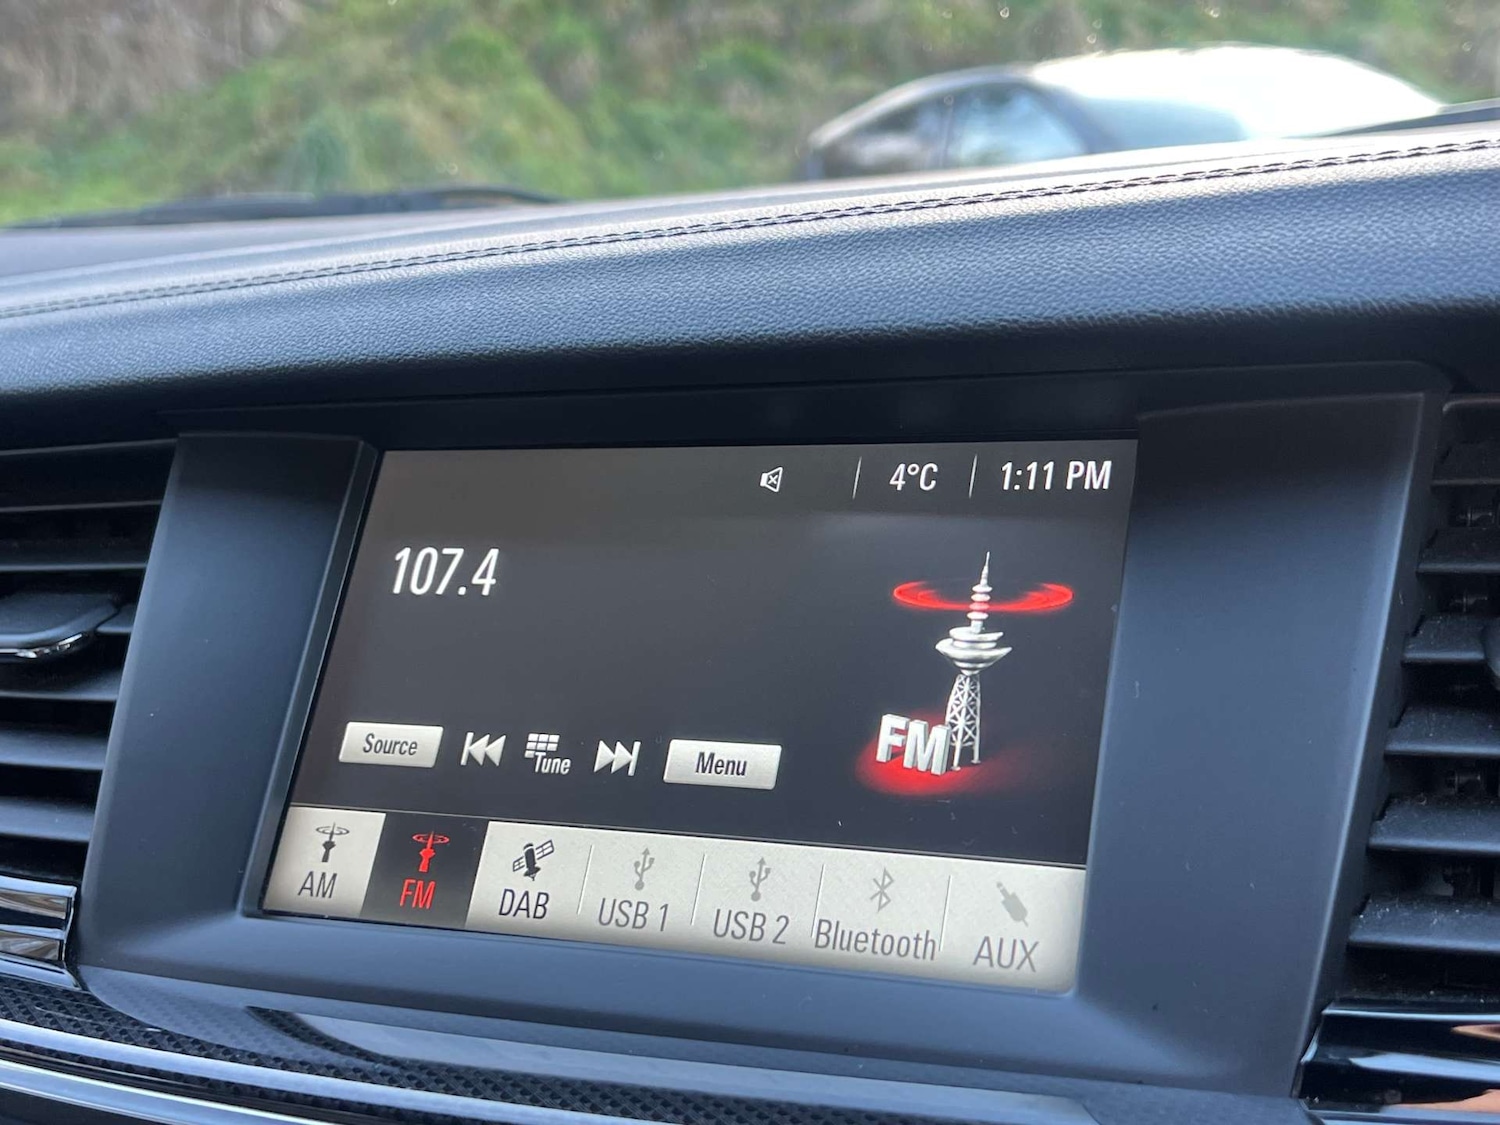 4°C 1:11 PM
107.4
FM
Source Tune Menu
AM FM DAB USB 1 USB 2 Bluetooth AUX